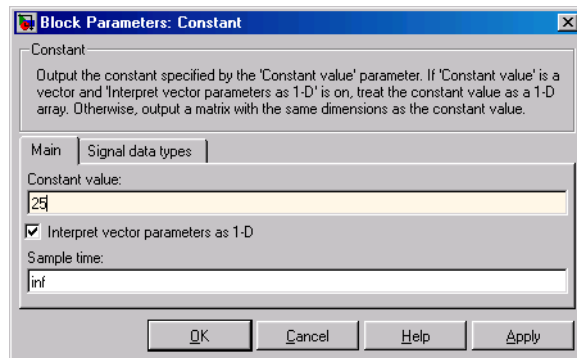 Block Parameters: Constant
Constant
Output the constant specified by the 'Constant value' parameter. If 'Constant value' is a
vector and 'Interpret vector parameters as 1-D' is on, treat the constant value as a 1-D
array. Otherwise, output a matrix with the same dimensions as the constant value.
Main Signal data types
Constant value:
25
Interpret vector parameters as 1-D
Sample time:
inf
OK Cancel Help Apply